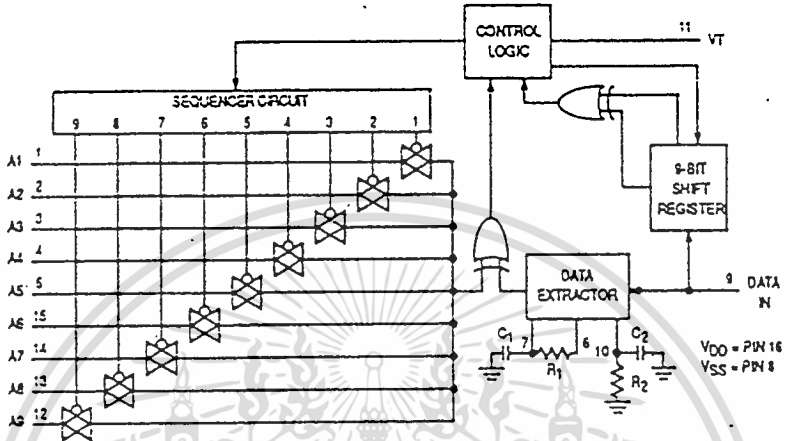 CONTROL
LOGIC
11 VT
SEQUENCER CIRCUIT
9 8 7 6 5 4 3 2 1
A1 1
A2 2
A3 3
A4 4
A5 5
A6 15
A7 14
A8 13
A9 12
9-BIT
SHIFT
REGISTER
DATA
EXTRACTOR
9 DATA
IN
C1 7 R1 6 10 C2
R2
VDD = PIN 16
VSS = PIN 8